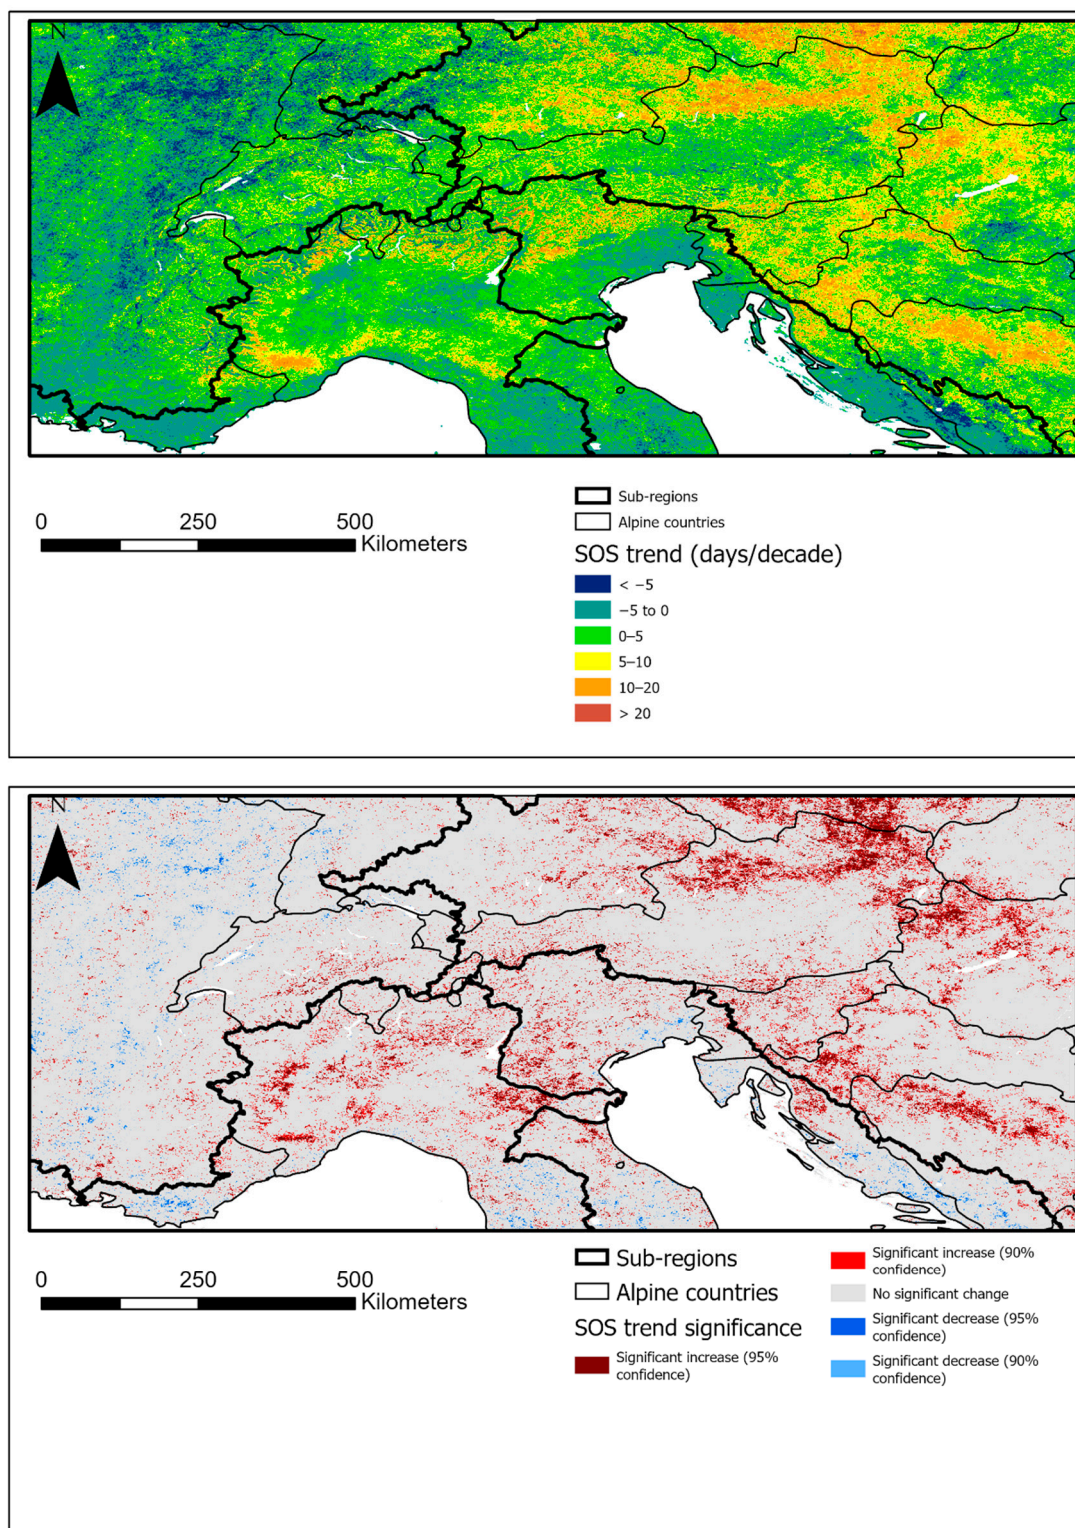 N
0 250 500
Kilometers
Sub-regions
Alpine countries
SOS trend (days/decade)
< −5
−5 to 0
0–5
5–10
10–20
> 20
N
0 250 500
Kilometers
Sub-regions
Alpine countries
SOS trend significance
Significant increase (95%
confidence)
Significant increase (90%
confidence)
No significant change
Significant decrease (95%
confidence)
Significant decrease (90%
confidence)